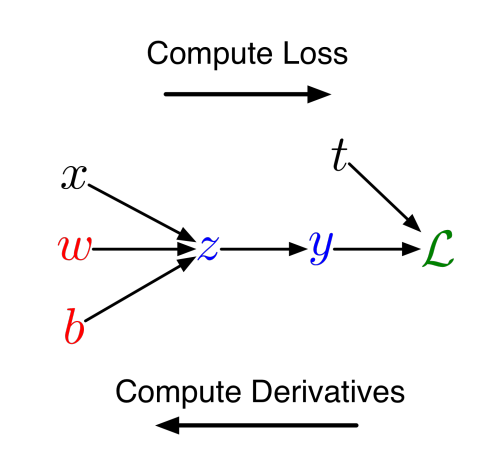 Compute Loss
t
x
w z y ℒ
b
Compute Derivatives